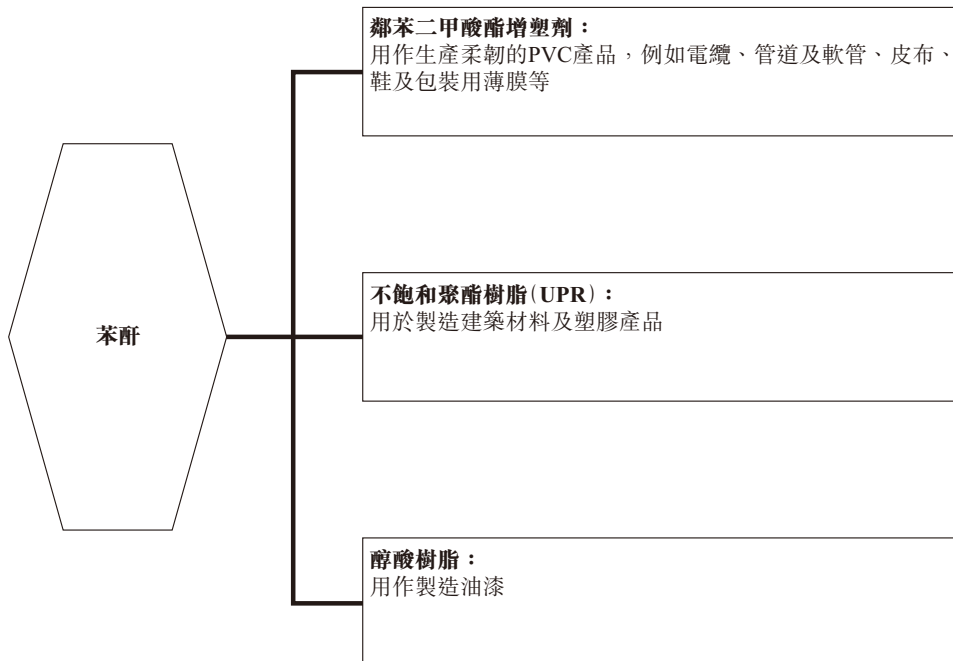 鄰苯二甲酸酯增塑劑：
用作生產柔韌的PVC產品，例如電纜、管道及軟管、皮布、
鞋及包裝用薄膜等
苯酐
不飽和聚酯樹脂（UPR）：
用於製造建築材料及塑膠產品
醇酸樹脂：
用作製造油漆